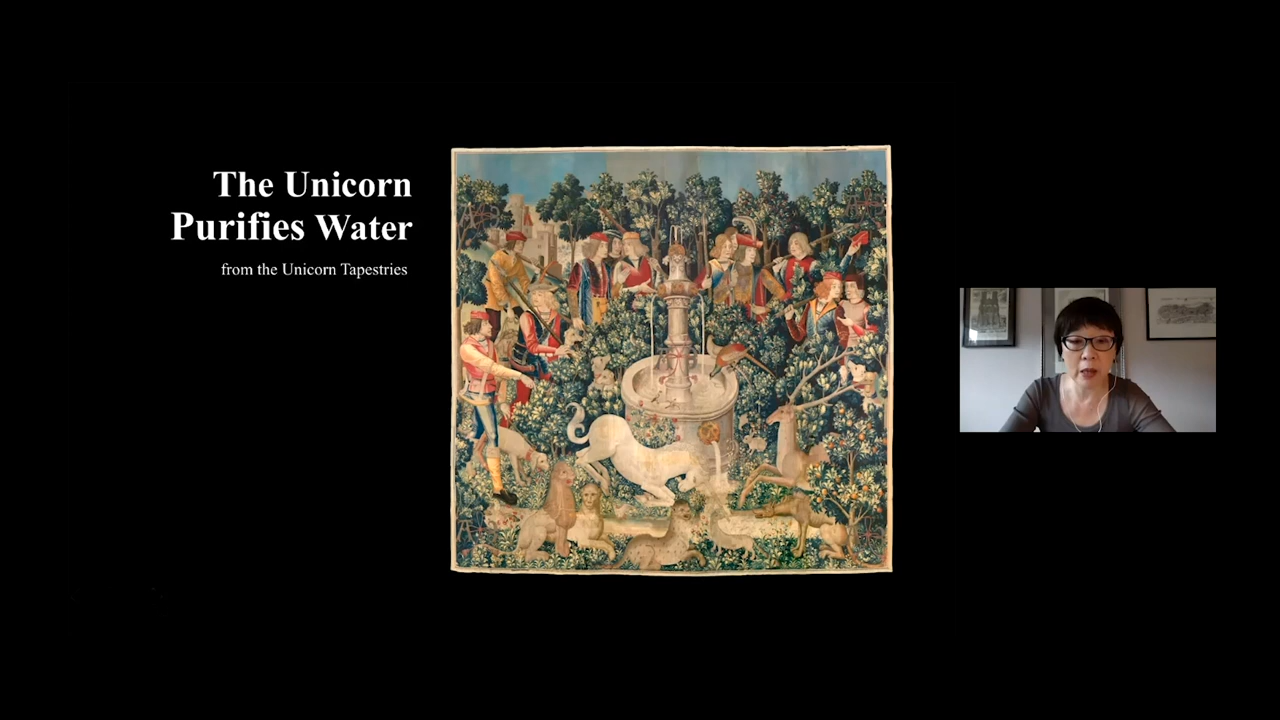 The Unicorn
Purifies Water
from the Unicorn Tapestries